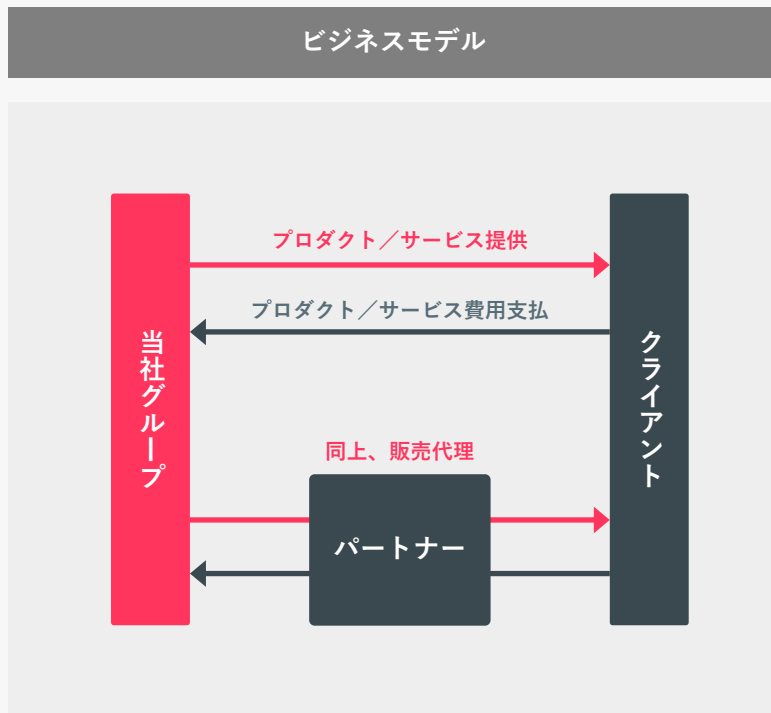 ビジネスモデル
プロダクト／サービス提供
プロダクト／サービス費用支払
当社グループ
クライアント
同上、販売代理
パートナー